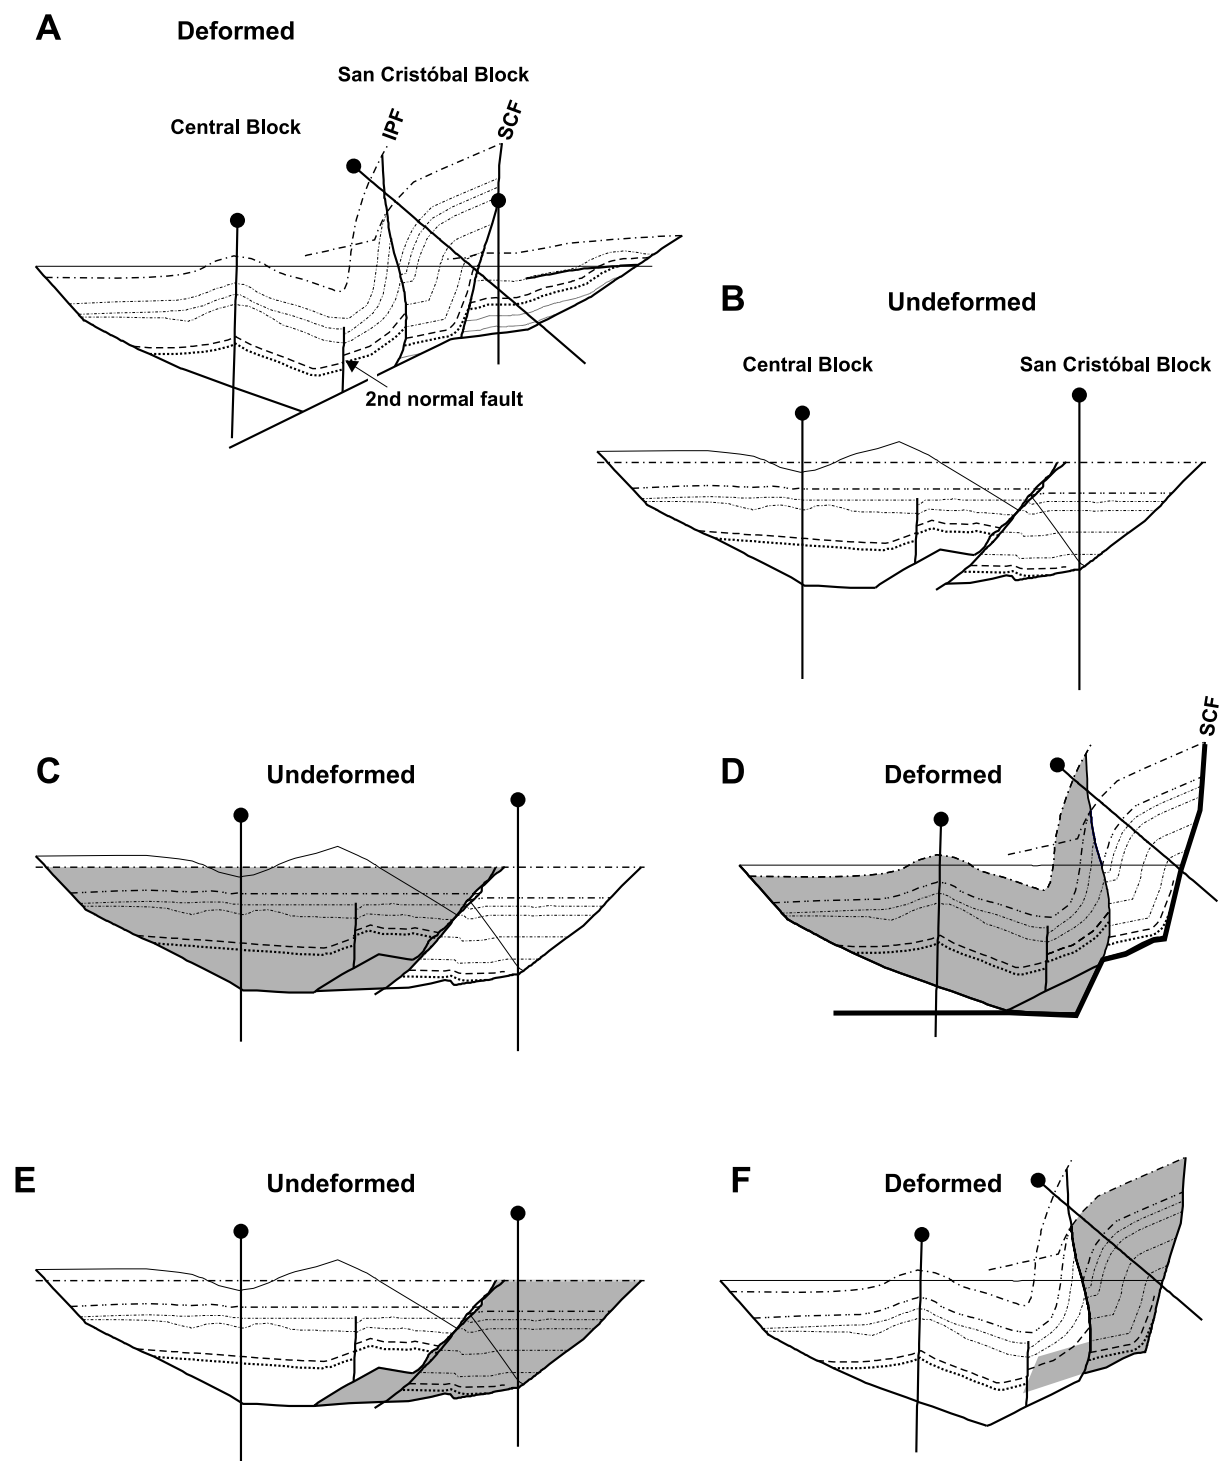 A
Deformed
San Cristóbal Block
Central Block
IPF
SCF
2nd normal fault
B
Undeformed
Central Block
San Cristóbal Block
C
Undeformed
D
Deformed
SCF
E
Undeformed
F
Deformed